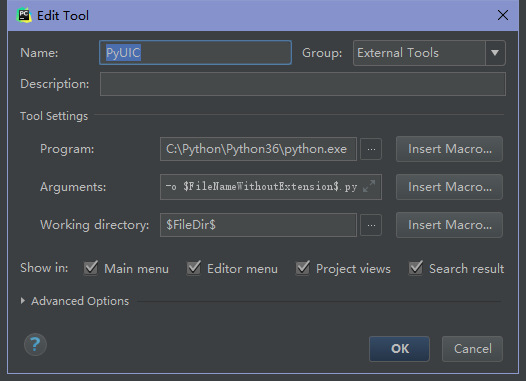 Edit Tool
Name: PyUIC Group: External Tools
Description:
Tool Settings
Program: C:\Python\Python36\python.exe ... Insert Macro...
Arguments: -o $FileNameWithoutExtension$.py Insert Macro...
Working directory: $FileDir$ ... Insert Macro...
Show in: Main menu Editor menu Project views Search result
Advanced Options
? OK Cancel